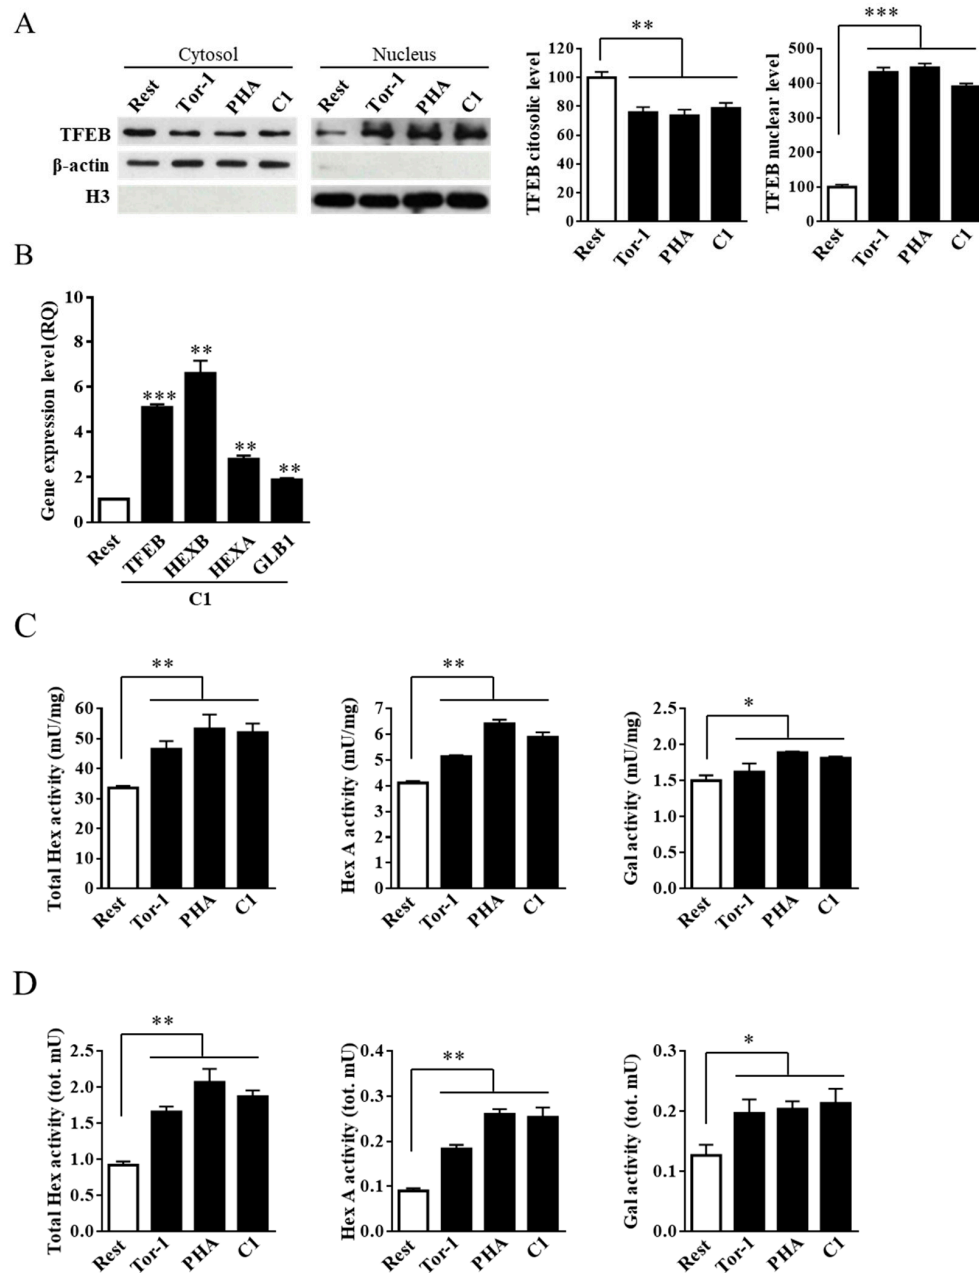 A
Cytosol
Nucleus
Rest
Tor-1
PHA
C1
Rest
Tor-1
PHA
C1
TFEB
β-actin
H3
**
TFEB citosolic level
120
100
80
60
40
20
0
Rest
Tor-1
PHA
C1
***
TFEB nuclear level
500
400
300
200
100
0
Rest
Tor-1
PHA
C1
B
Gene expression level (RQ)
10
8
6
4
2
0
***
**
**
**
Rest
TFEB
HEXB
HEXA
GLB1
C1
C
**
Total Hex activity (mU/mg)
60
50
40
30
20
10
0
Rest
Tor-1
PHA
C1
**
Hex A activity (mU/mg)
7
6
5
4
3
2
1
0
Rest
Tor-1
PHA
C1
*
Gal activity (mU/mg)
2.5
2.0
1.5
1.0
0.5
0.0
Rest
Tor-1
PHA
C1
D
**
Total Hex activity (tot. mU)
2.5
2.0
1.5
1.0
0.5
0.0
Rest
Tor-1
PHA
C1
**
Hex A activity (tot. mU)
0.4
0.3
0.2
0.1
0.0
Rest
Tor-1
PHA
C1
*
Gal activity (tot. mU)
0.3
0.2
0.1
0.0
Rest
Tor-1
PHA
C1